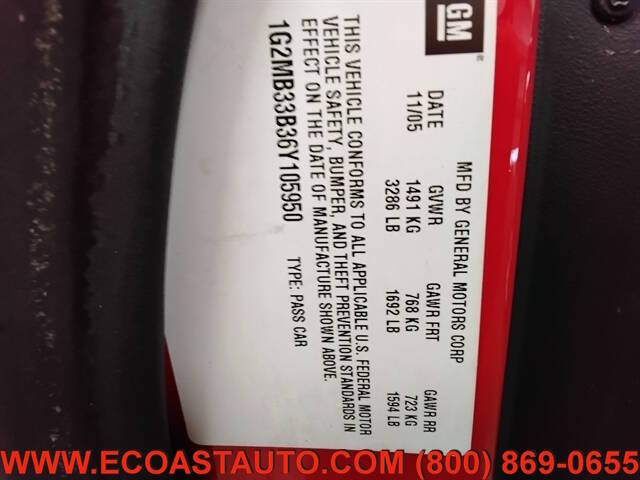 GM
®
MFD BY GENERAL MOTORS CORP
DATE GVWR GAWR FRT GAWR RR
11/05 1491 KG 768 KG 723 KG
3286 LB 1692 LB 1594 LB
THIS VEHICLE CONFORMS TO ALL APPLICABLE U.S. FEDERAL MOTOR
VEHICLE SAFETY, BUMPER, AND THEFT PREVENTION STANDARDS IN
EFFECT ON THE DATE OF MANUFACTURE SHOWN ABOVE.
1G2MB33B36Y105950 TYPE: PASS CAR
WWW.ECOASTAUTO.COM (800) 869-0655